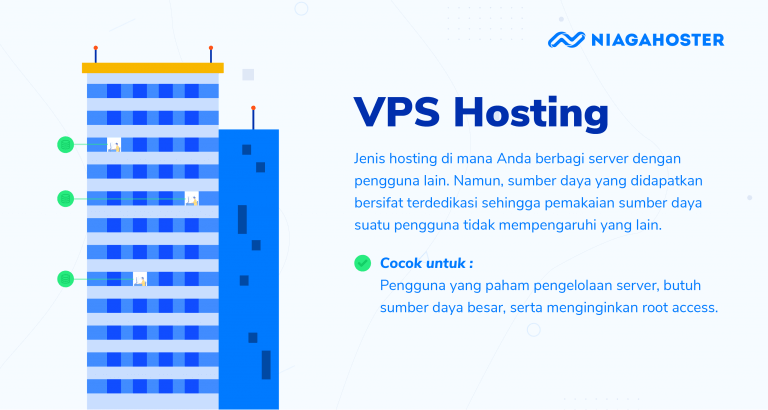 NIAGAHOSTER
VPS Hosting
Jenis hosting di mana Anda berbagi server dengan
pengguna lain. Namun, sumber daya yang didapatkan
bersifat terdedikasi sehingga pemakaian sumber daya
suatu pengguna tidak mempengaruhi yang lain.
Cocok untuk :
Pengguna yang paham pengelolaan server, butuh
sumber daya besar, serta menginginkan root access.